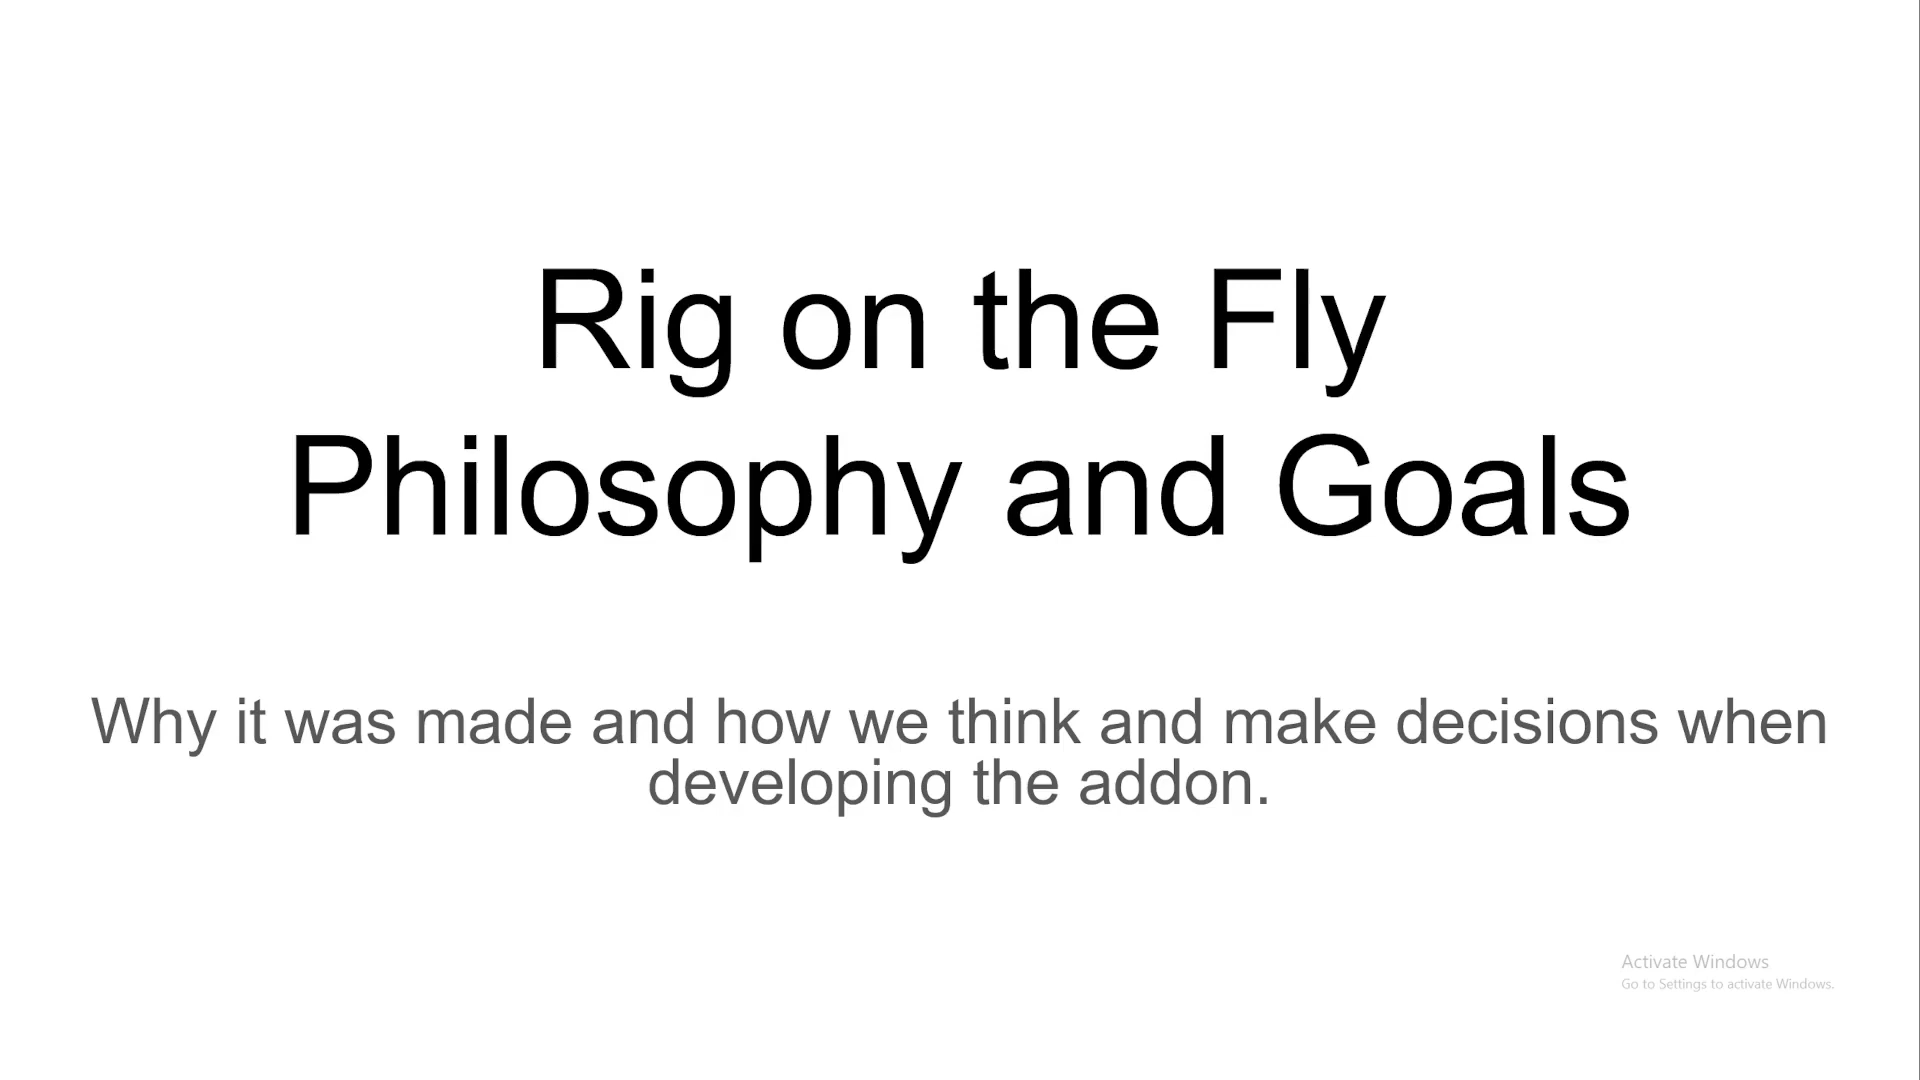 Rig on the Fly
Philosophy and Goals
Why it was made and how we think and make decisions when
developing the addon.
Activate Windows
Go to Settings to activate Windows.